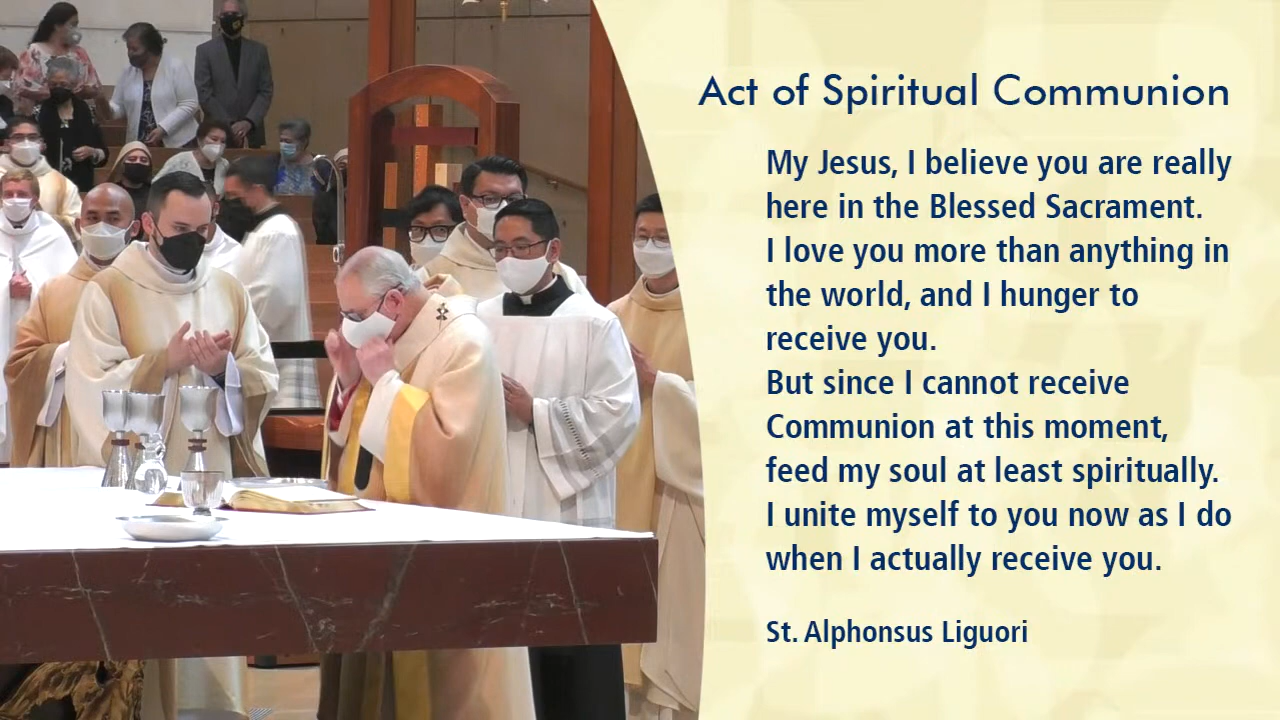 Act of Spiritual Communion
My Jesus, I believe you are really
here in the Blessed Sacrament.
I love you more than anything in
the world, and I hunger to
receive you.
But since I cannot receive
Communion at this moment,
feed my soul at least spiritually.
I unite myself to you now as I do
when I actually receive you.
St. Alphonsus Liguori